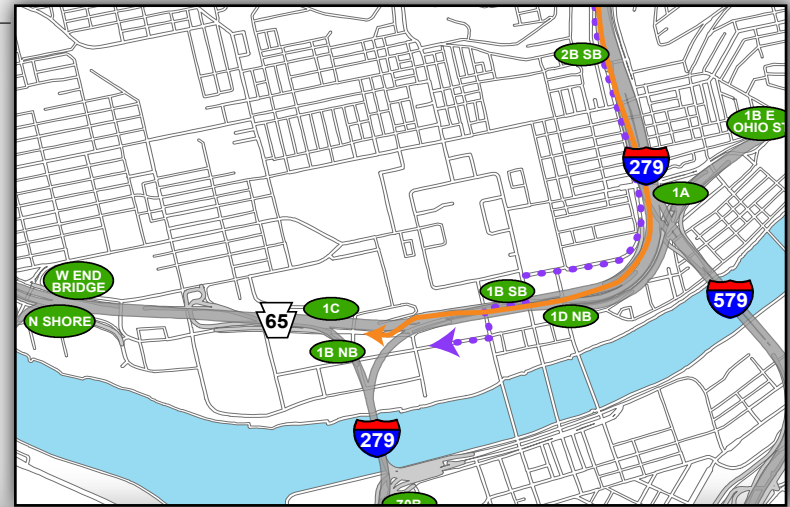 2B SB
1B E
OHIO ST
279
1A
W END
BRIDGE
1B SB
579
N SHORE
65
1C
1D NB
1B NB
279
70B